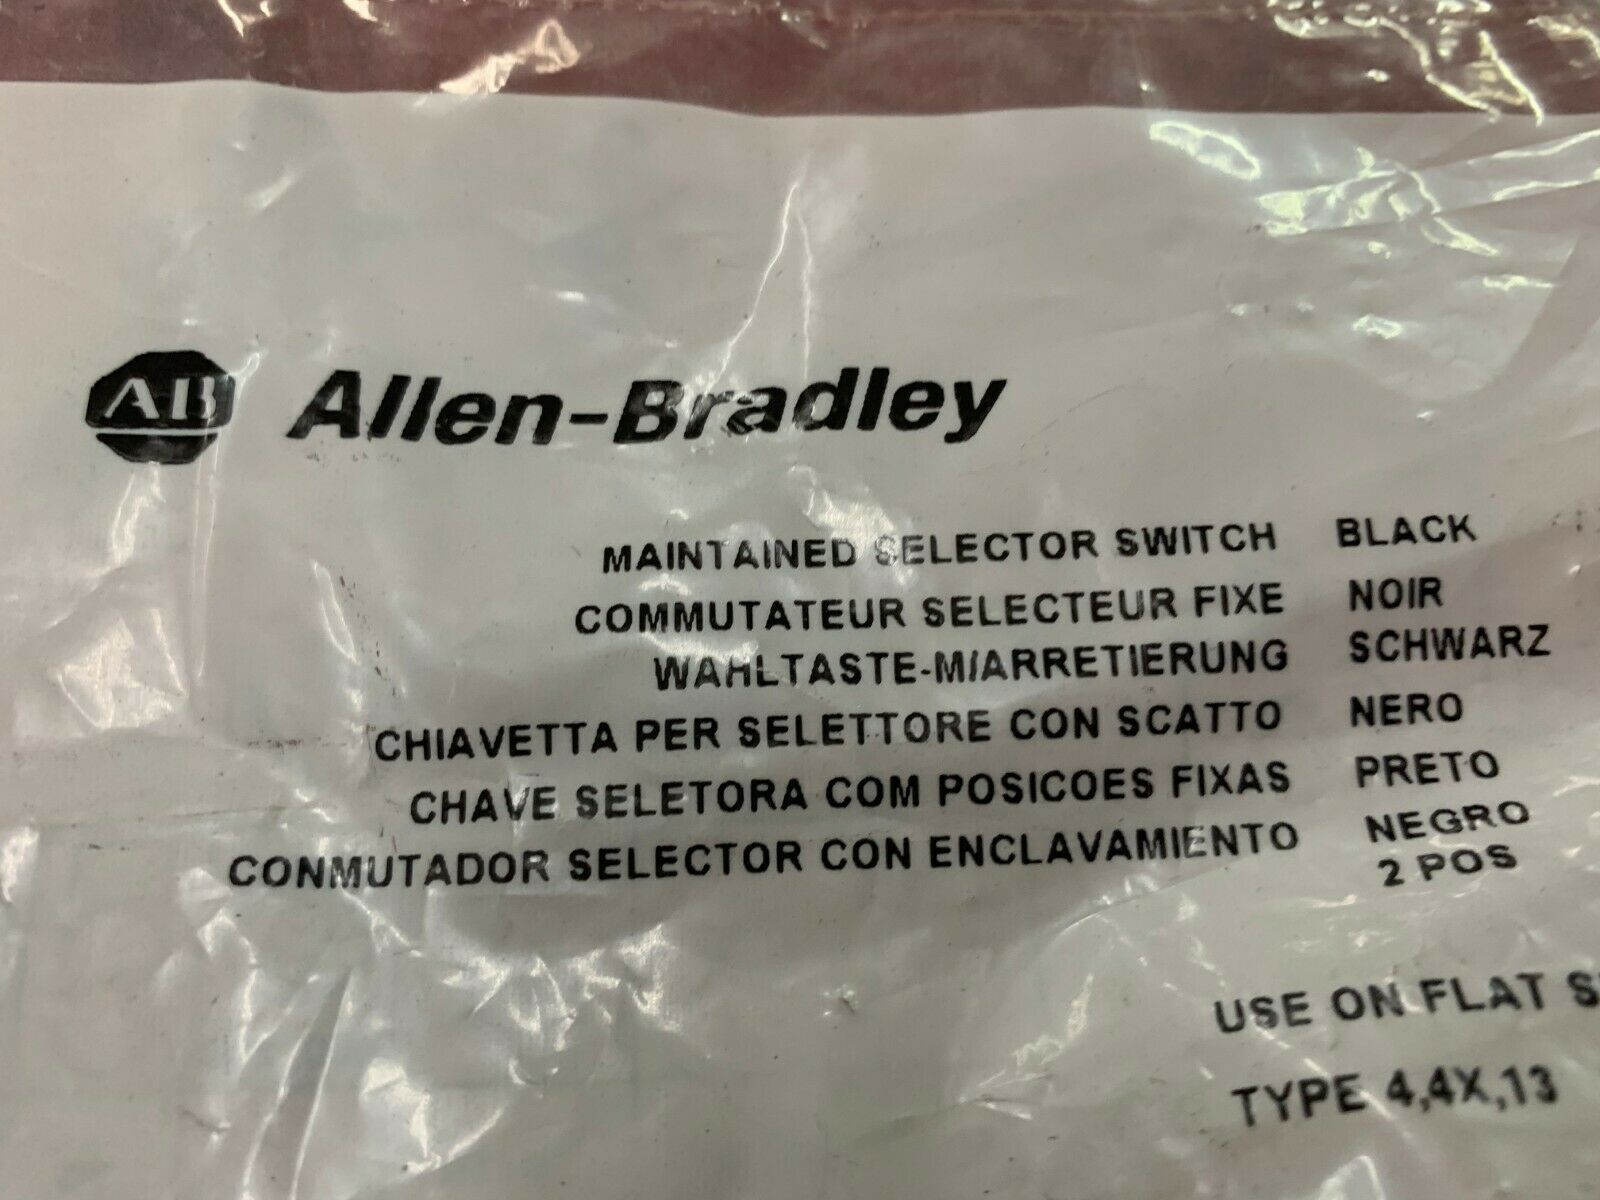 AB Allen-Bradley
MAINTAINED SELECTOR SWITCH BLACK
COMMUTATEUR SELECTEUR FIXE NOIR
WAHLTASTE-M/ARRETIERUNG SCHWARZ
CHIAVETTA PER SELETTORE CON SCATTO NERO
CHAVE SELETORA COM POSICOES FIXAS PRETO
CONMUTADOR SELECTOR CON ENCLAVAMIENTO NEGRO
2 POS
USE ON FLAT
TYPE 4,4X,13